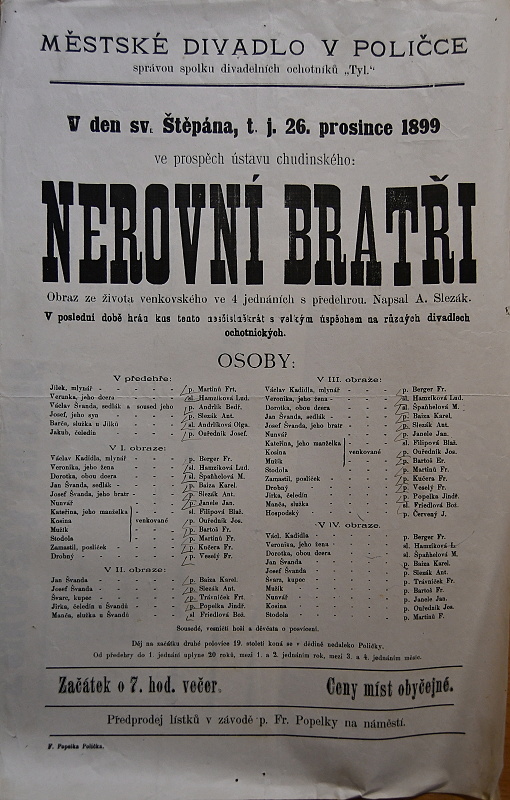 MĚSTSKÉ DIVADLO V POLIČCE
správou spolku divadelních ochotníků „Tyl.“
V den sv. Štěpána, t. j. 26. prosince 1899
ve prospěch ústavu chudinského:
NEROVNÍ BRATŘI
Obraz ze života venkovského ve 4 jednáních s předehrou. Napsal A. Slezák.
V poslední době hrán kus tento nesčíslněkrát s velkým úspěchem na různých divadlech
ochotnických.
OSOBY:
V předehře:
Jílek, mlynář - - - - p. Martinů Frt.
Veronka, jeho dcera - - - - sl. Hamzíková Lud.
Václav Švanda, sedlák a soused jeho p. Andrlík Bedř.
Josef, jeho syn - - - - p. Slezák Ant.
Barča, služka u Jílků - - - - sl. Andrlíková Olga.
Jakub, čeledín - - - - p. Ouředník Josef.
V I. obraze:
Václav Kadidla, mlynář - - - - p. Berger Fr.
Veronika, jeho žena - - - - sl. Hamzíková Lud.
Dorotka, obou dcera - - - - sl. Španhelová M.
Jan Švanda, sedlák - - - - p. Baiza Karel.
Josef Švanda, jeho bratr - - - - p. Slezák Ant.
Nunvář - - - - p. Janele Jan.
Kateřina, jeho manželka sl. Filipová Blaž.
Kosina venkované p. Ouředník Jos.
Mužík p. Bartoš Fr.
Stodola p. Martinů Fr.
Zamastil, poslíček - - - - p. Kučera Fr.
Drobný - - - - p. Veselý Fr.
V II. obraze:
Jan Švanda - - - - p. Baiza Karel.
Josef Švanda - - - - p. Slezák Ant.
Švarc, kupec - - - - p. Trávníček Frt.
Jirka, čeledín u Švandů - - - - p. Popelka Jindř.
Manča, služka u Švandů - - - - sl. Friedlová Bož.
V III. obraze:
Václav Kadidla, mlynář - - - - p. Berger Fr.
Veronika, jeho žena - - - - sl. Hamzíková Lud.
Dorotka, obou dcera - - - - sl. Španhelová M.
Jan Švanda, sedlák - - - - p. Baiza Karel.
Josef Švanda, jeho bratr - - - - p. Slezák Ant.
Nunvář - - - - p. Janele Jan.
Kateřina, jeho manželka sl. Filipová Blaž.
Kosina venkované p. Ouředník Jos.
Mužík p. Bartoš Fr.
Stodola p. Martinů Fr.
Zamastil, poslíček - - - - p. Kučera Fr.
Drobný - - - - p. Veselý Fr.
Jirka, čeledín - - - - p. Popelka Jindř.
Manča, služka - - - - sl. Friedlová Bož.
Hospodský - - - - p. Červený J.
V IV. obraze.
Václ. Kadidla - - - - p. Berger Fr.
Veronika, jeho žena - - - - sl. Hamzíková L.
Dorotka, obou dcera - - - - sl. Španhelová M.
Jan Švanda - - - - p. Baiza Karel.
Josef Švanda - - - - p. Slezák Ant.
Švarc, kupec - - - - p. Trávníček Fr.
Mužík - - - - p. Bartoš Fr.
Nunvář - - - - p. Janele Jan.
Kosina - - - - p. Ouředník Jos.
Stodola - - - - p. Martinů F.
Sousedé, vesničtí hoši a děvčata o posvícení.
Děj na začátku druhé polovice 19. století koná se v dědině nedaleko Poličky.
Od předehry do 1. jednání uplyne 20 roků, mezi 1. a 2. jednáním rok, mezi 3. a 4. jednáním měsíc.
Začátek o 7. hod. večer.
Ceny míst obyčejné.
Předprodej lístků v závodě p. Fr. Popelky na náměstí.
F. Popelka Polička.